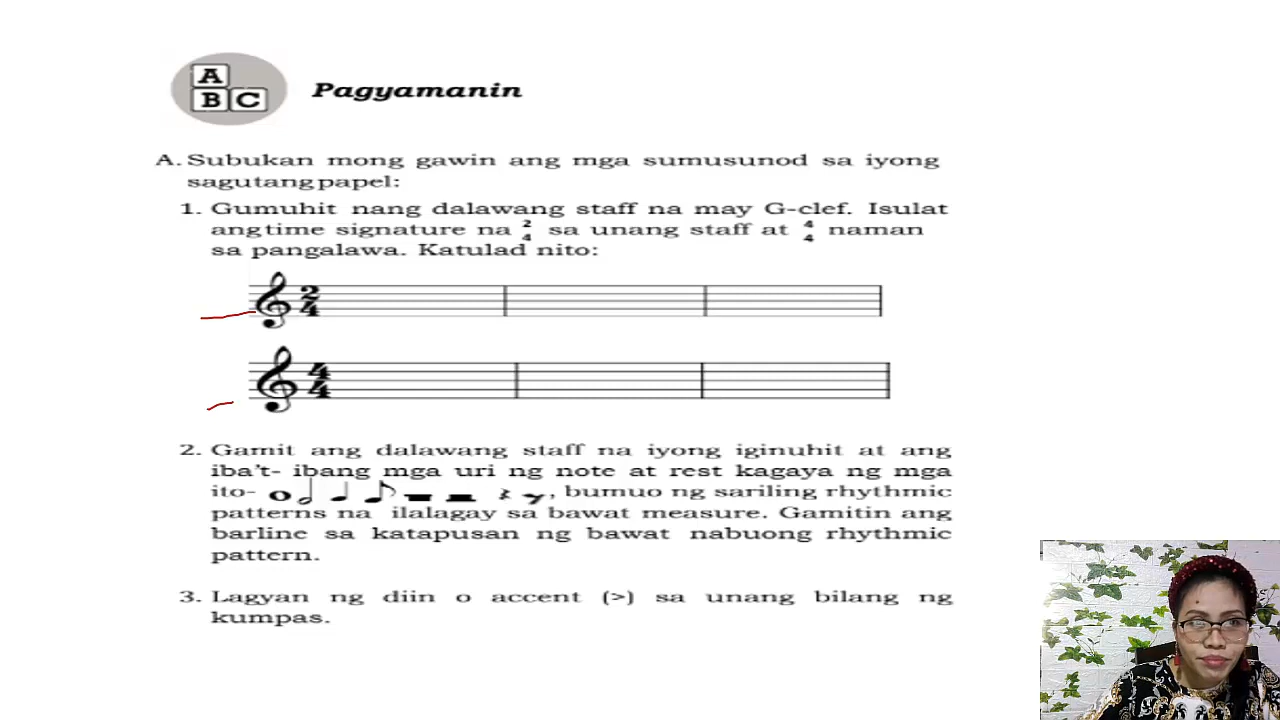 A
B C
Pagyamanin
A. Subukan mong gawin ang mga sumusunod sa iyong
sagutang papel:
1. Gumuhit nang dalawang staff na may G-clef. Isulat
ang time signature na 2/4 sa unang staff at 4/4 naman
sa pangalawa. Katulad nito:
2/4
4/4
2. Gamit ang dalawang staff na iyong iginuhit at ang
iba't- ibang mga uri ng note at rest kagaya ng mga
ito- , bumuo ng sariling rhythmic
patterns na ilalagay sa bawat measure. Gamitin ang
barline sa katapusan ng bawat nabuong rhythmic
pattern.
3. Lagyan ng diin o accent (>) sa unang bilang ng
kumpas.